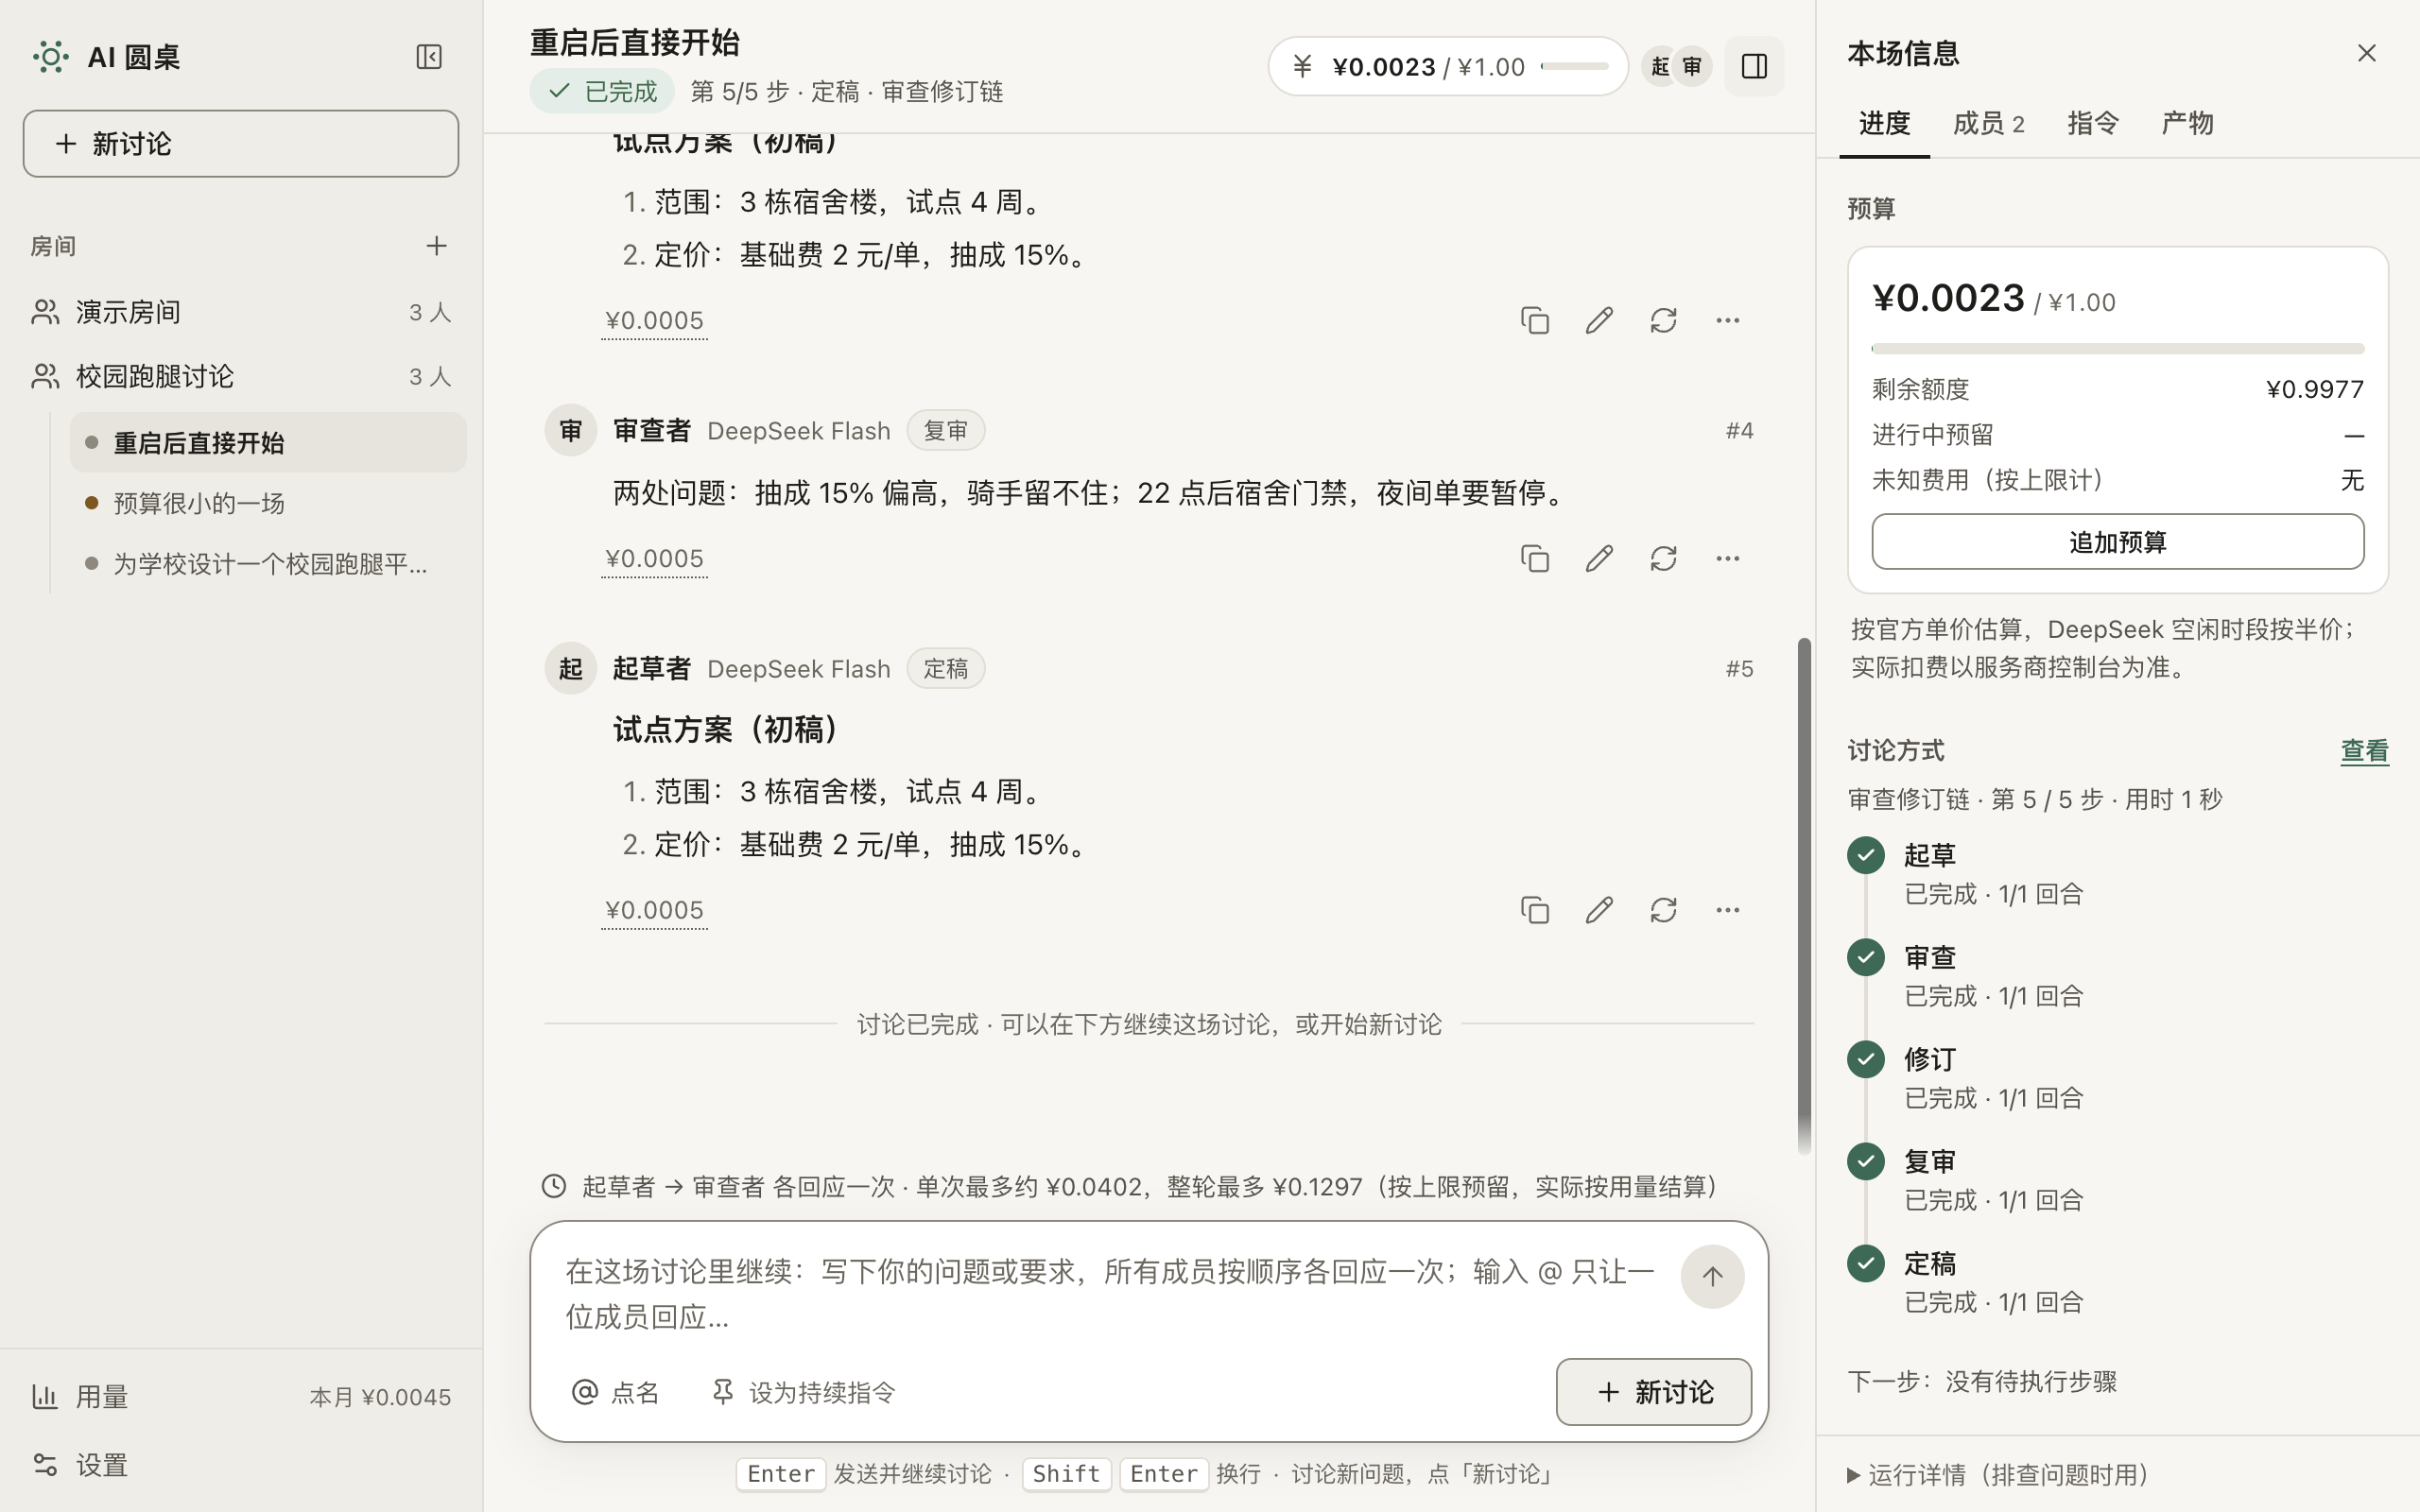 AI 圆桌
新讨论
房间
演示房间 3 人
校园跑腿讨论 3 人
重启后直接开始
预算很小的一场
为学校设计一个校园跑腿平...
用量 本月 ¥0.0045
设置
重启后直接开始
已完成 第 5/5 步 · 定稿 · 审查修订链
¥ ¥0.0023 / ¥1.00
起 审
试点方案（初稿）
1. 范围：3 栋宿舍楼，试点 4 周。
2. 定价：基础费 2 元/单，抽成 15%。
¥0.0005
审 审查者 DeepSeek Flash 复审 #4
两处问题：抽成 15% 偏高，骑手留不住；22 点后宿舍门禁，夜间单要暂停。
¥0.0005
起 起草者 DeepSeek Flash 定稿 #5
试点方案（初稿）
1. 范围：3 栋宿舍楼，试点 4 周。
2. 定价：基础费 2 元/单，抽成 15%。
¥0.0005
讨论已完成 · 可以在下方继续这场讨论，或开始新讨论
起草者 → 审查者 各回应一次 · 单次最多约 ¥0.0402，整轮最多 ¥0.1297（按上限预留，实际按用量结算）
在这场讨论里继续：写下你的问题或要求，所有成员按顺序各回应一次；输入 @ 只让一
位成员回应...
@ 点名 设为持续指令 新讨论
Enter 发送并继续讨论 · Shift Enter 换行 · 讨论新问题，点「新讨论」
本场信息
进度 成员 2 指令 产物
预算
¥0.0023 / ¥1.00
剩余额度 ¥0.9977
进行中预留 —
未知费用（按上限计） 无
追加预算
按官方单价估算，DeepSeek 空闲时段按半价；
实际扣费以服务商控制台为准。
讨论方式 查看
审查修订链 · 第 5 / 5 步 · 用时 1 秒
起草
已完成 · 1/1 回合
审查
已完成 · 1/1 回合
修订
已完成 · 1/1 回合
复审
已完成 · 1/1 回合
定稿
已完成 · 1/1 回合
下一步：没有待执行步骤
运行详情（排查问题时用）